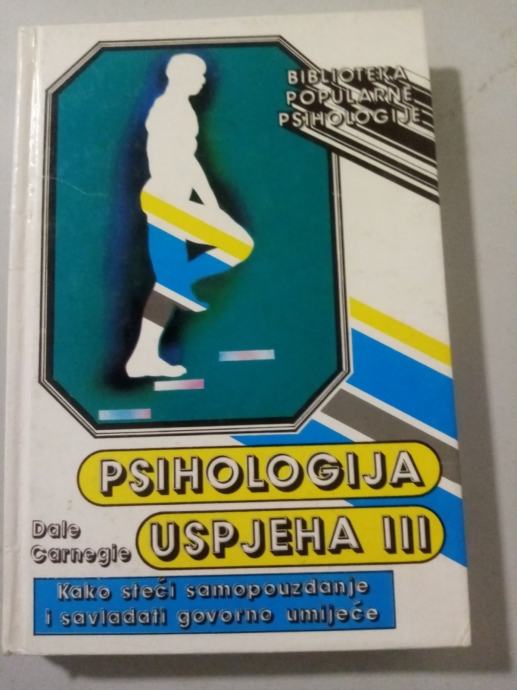 BIBLIOTEKA
POPULARNE
PSIHOLOGIJE
PSIHOLOGIJA
Dale
Carnegie
USPJEHA III
Kako steći samopouzdanje
i savladati govorno umijeće